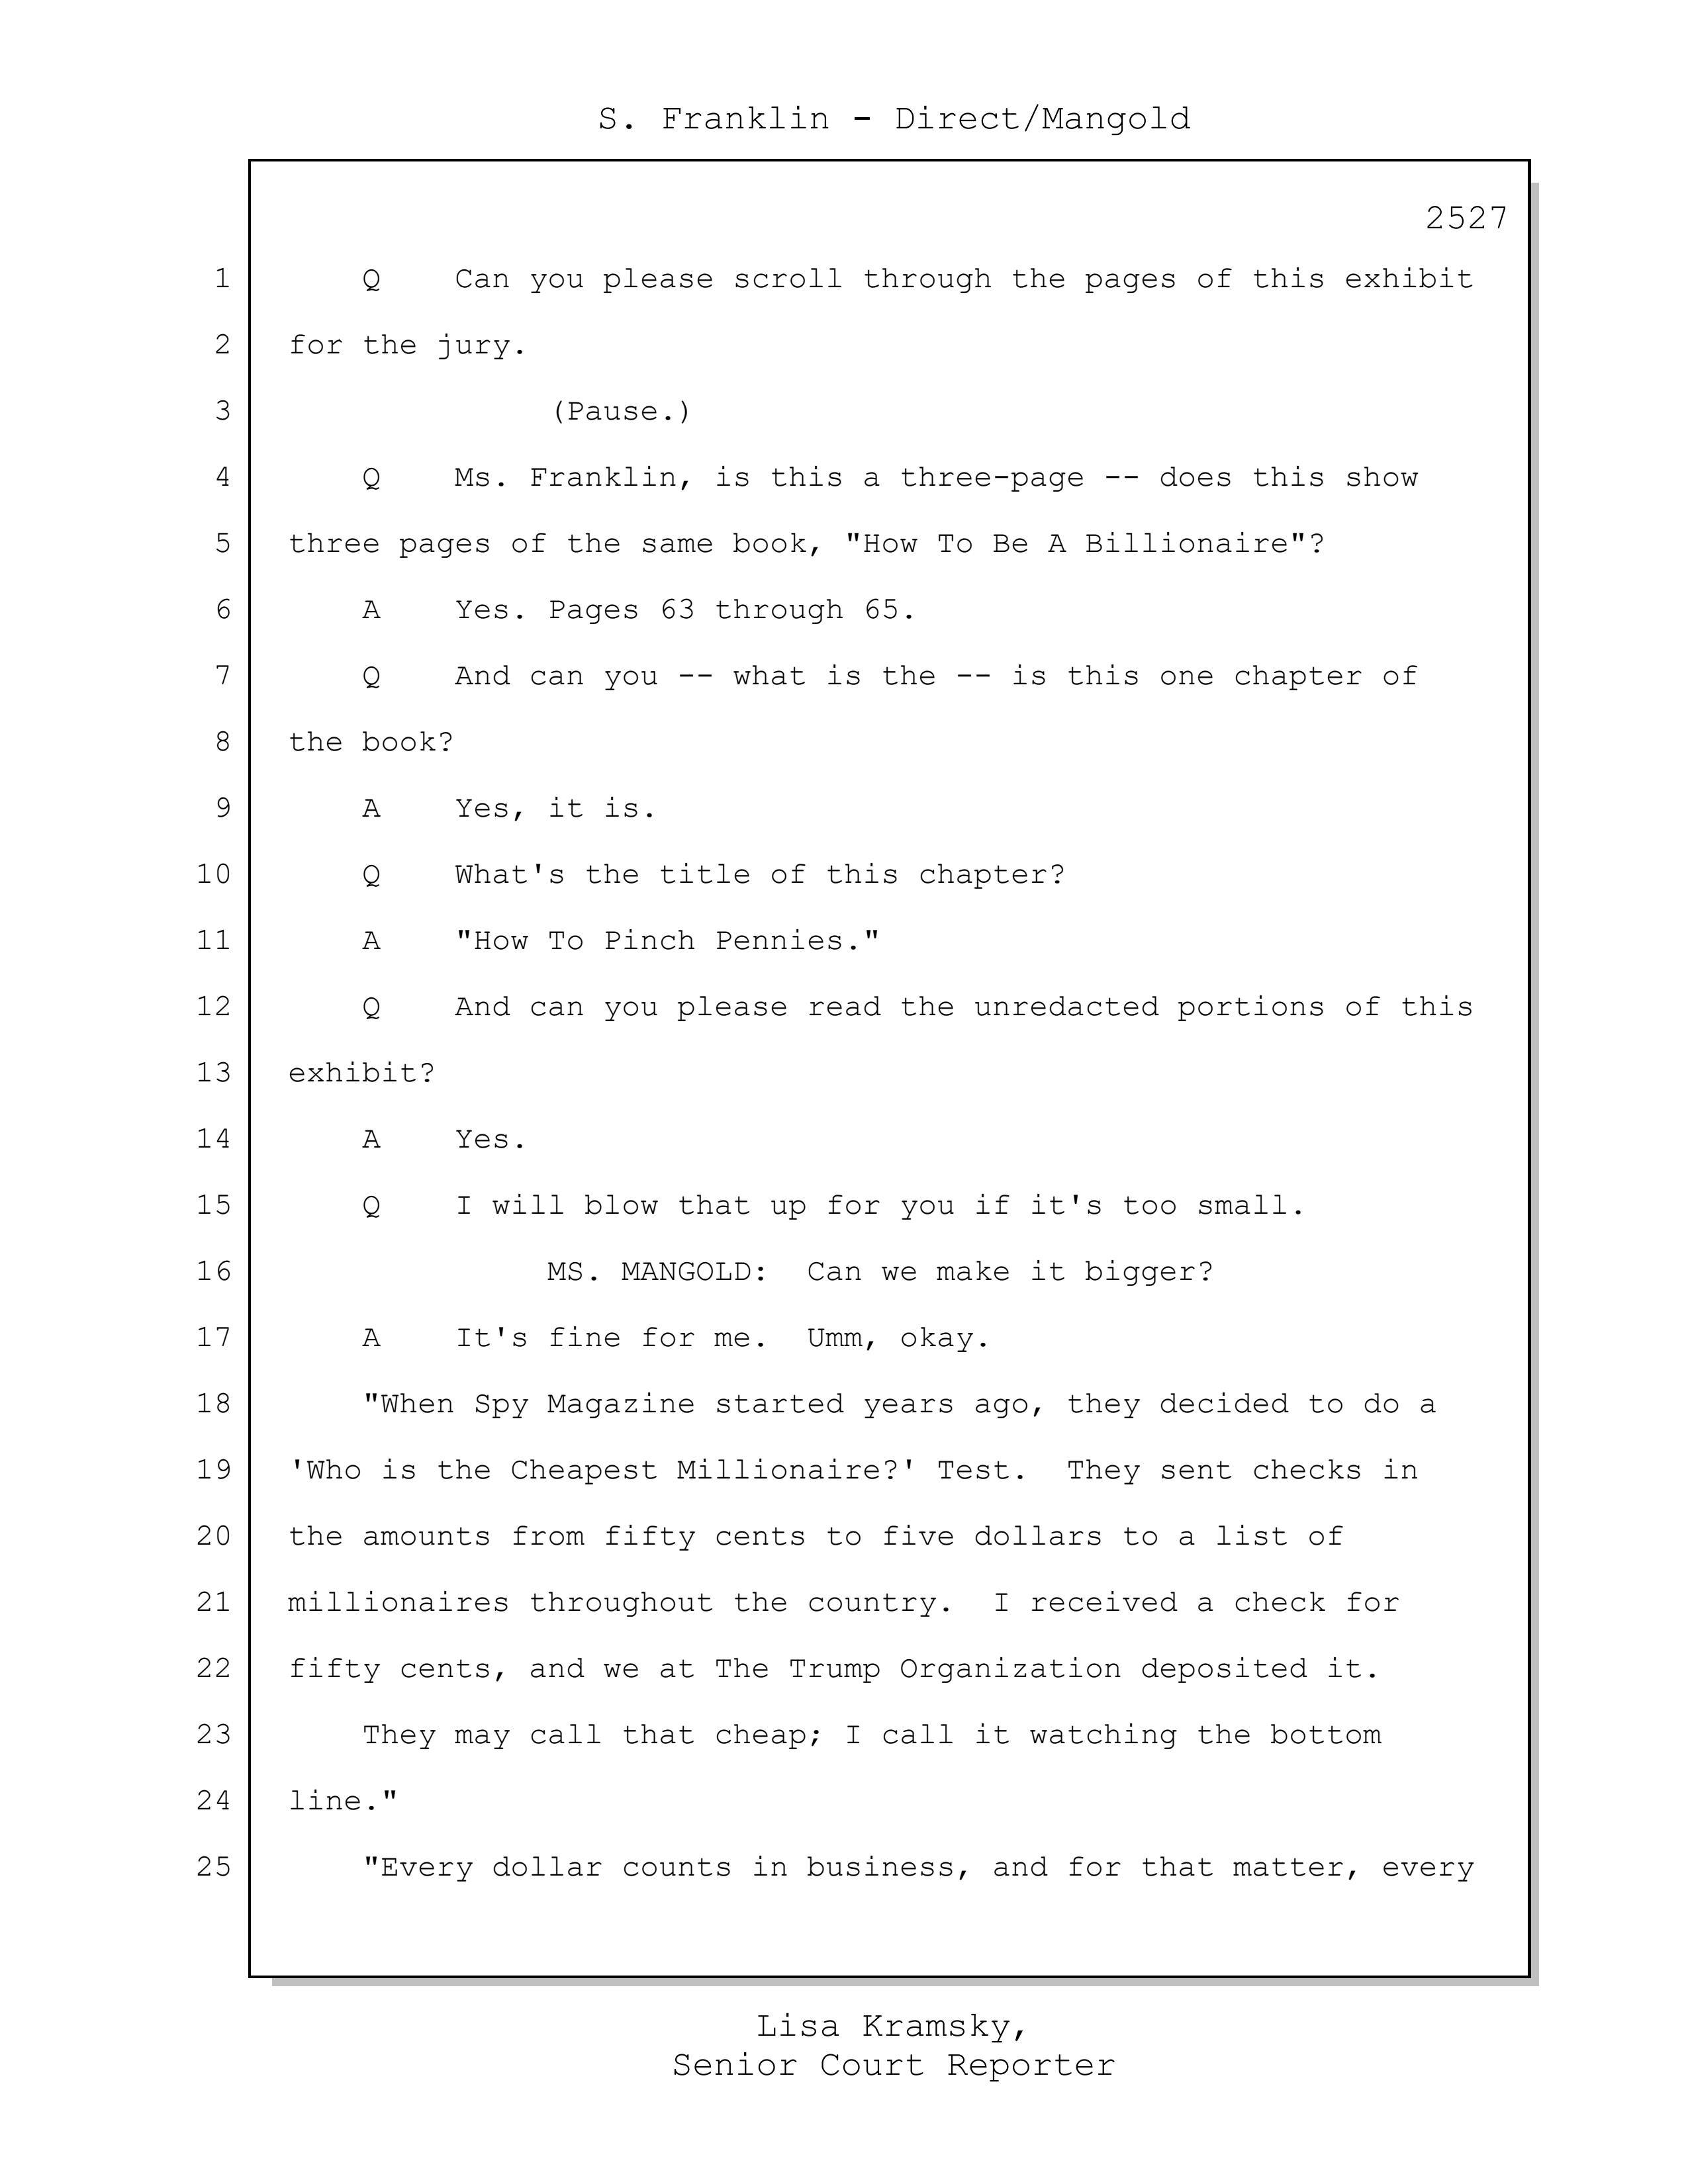 S. Franklin - Direct/Mangold
2527
1 Q Can you please scroll through the pages of this exhibit
2 for the jury.
3 (Pause.)
4 Q Ms. Franklin, is this a three-page -- does this show
5 three pages of the same book, "How To Be A Billionaire"?
6 A Yes. Pages 63 through 65.
7 Q And can you -- what is the -- is this one chapter of
8 the book?
9 A Yes, it is.
10 Q What's the title of this chapter?
11 A "How To Pinch Pennies."
12 Q And can you please read the unredacted portions of this
13 exhibit?
14 A Yes.
15 Q I will blow that up for you if it's too small.
16 MS. MANGOLD: Can we make it bigger?
17 A It's fine for me. Umm, okay.
18 "When Spy Magazine started years ago, they decided to do a
19 'Who is the Cheapest Millionaire?' Test. They sent checks in
20 the amounts from fifty cents to five dollars to a list of
21 millionaires throughout the country. I received a check for
22 fifty cents, and we at The Trump Organization deposited it.
23 They may call that cheap; I call it watching the bottom
24 line."
25 "Every dollar counts in business, and for that matter, every
Lisa Kramsky,
Senior Court Reporter